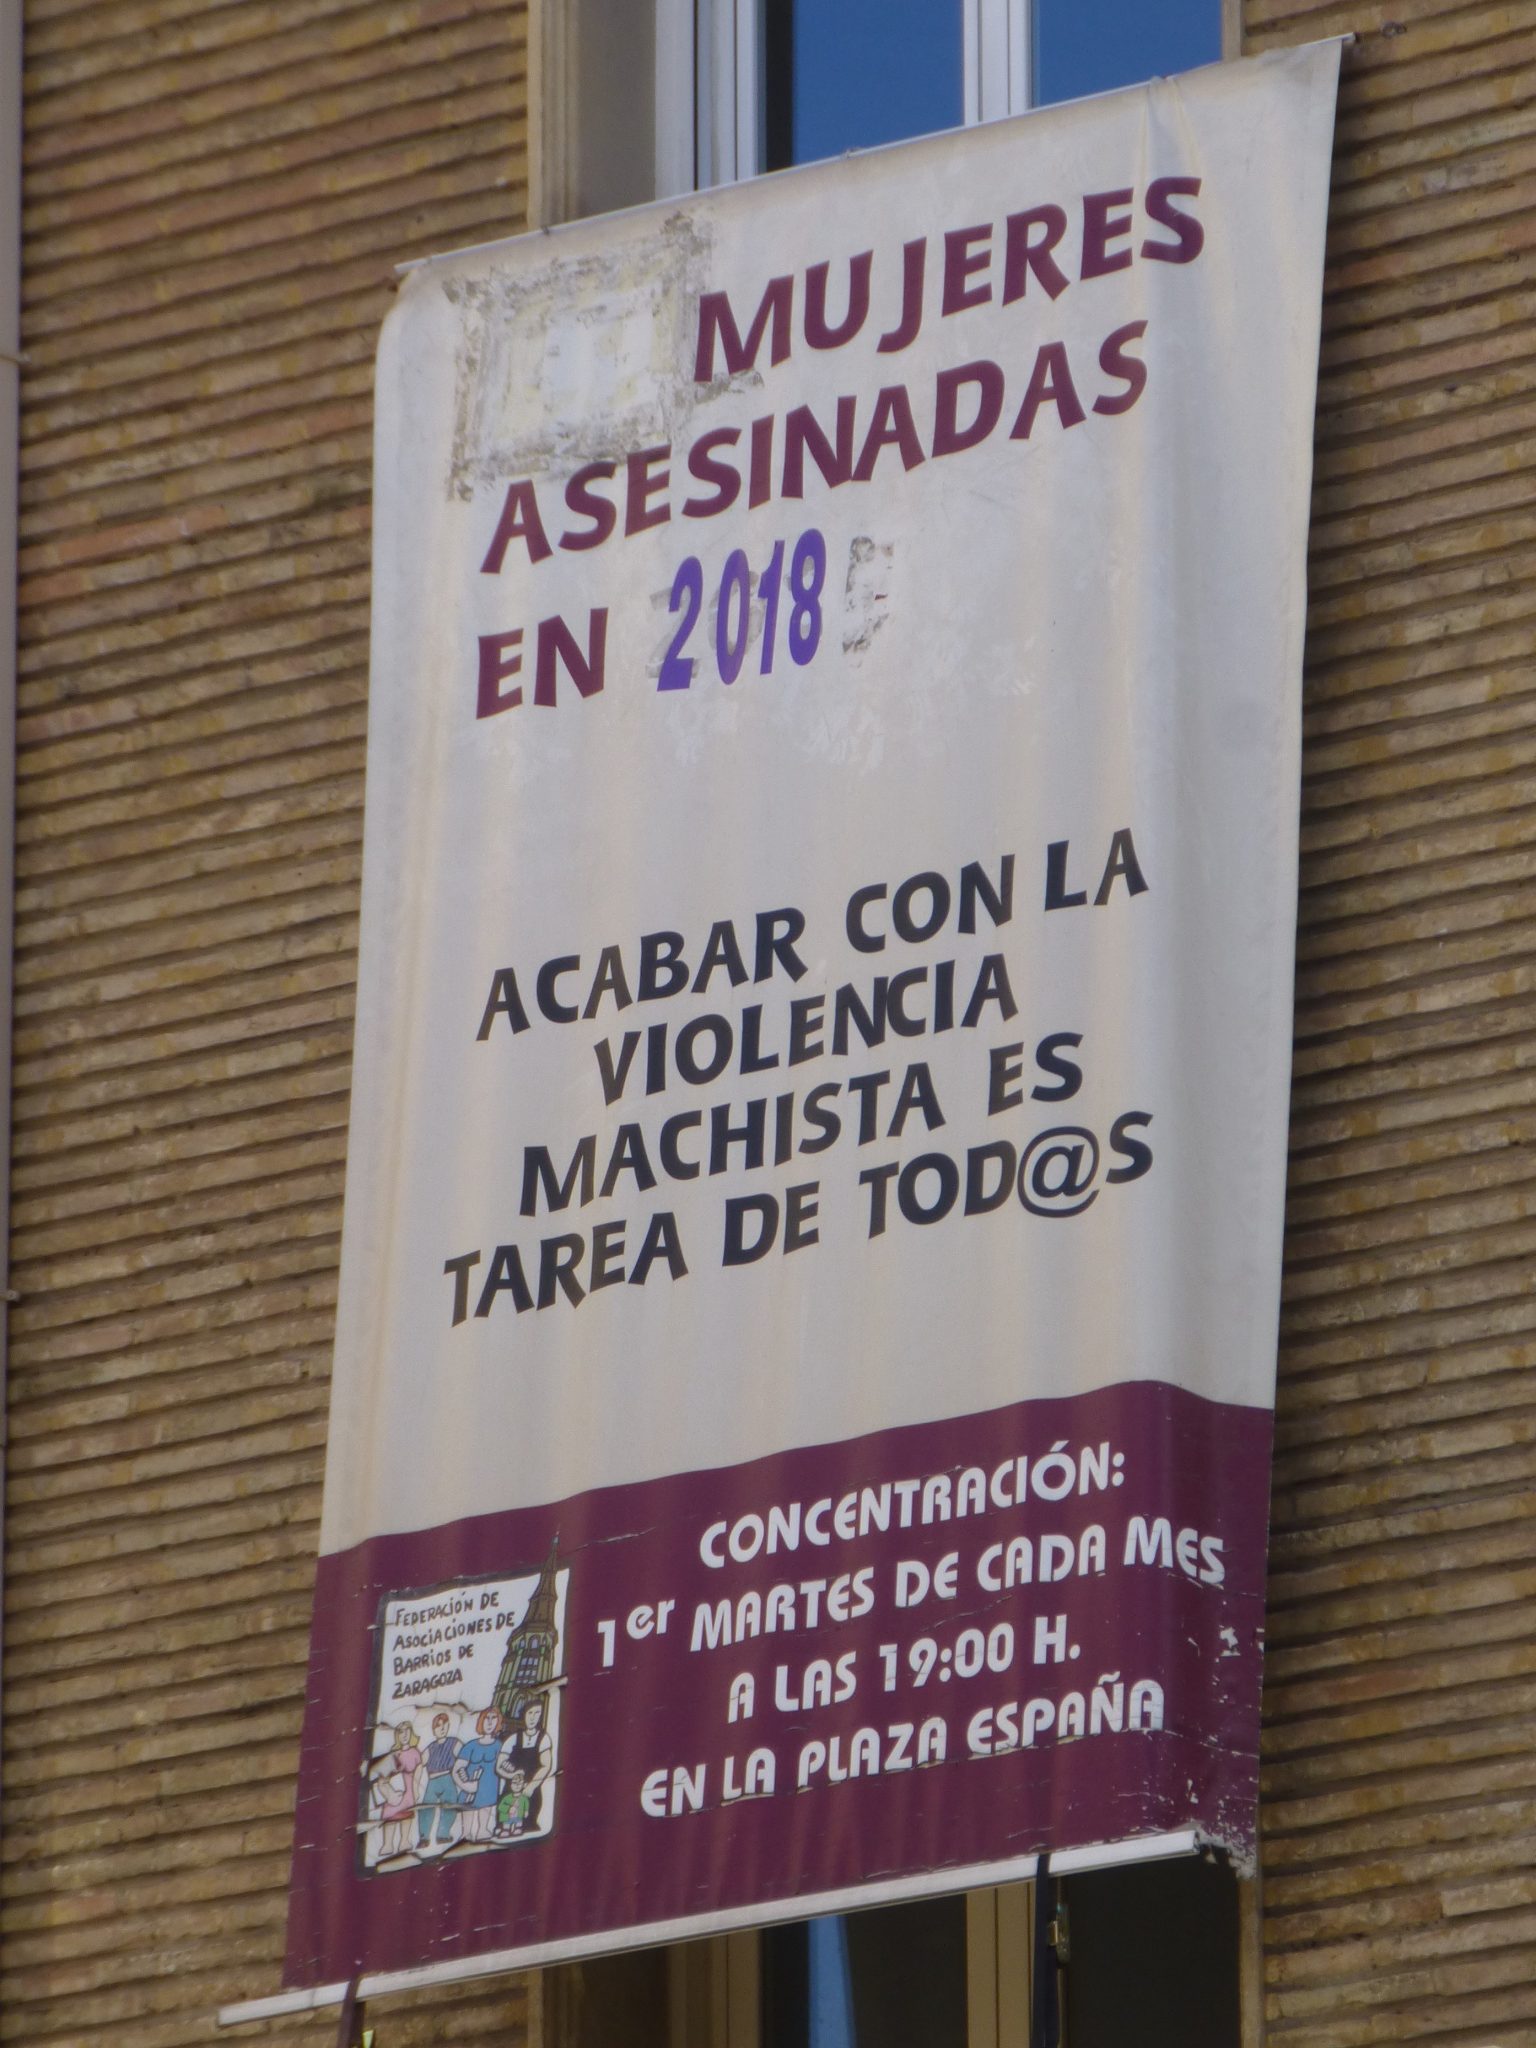 MUJERES
ASESINADAS
EN 2018
ACABAR CON LA
VIOLENCIA
MACHISTA ES
TAREA DE TOD@S
CONCENTRACIÓN:
1er MARTES DE CADA MES
A LAS 19:00 H.
EN LA PLAZA ESPAÑA
FEDERACIÓN DE
ASOCIACIONES DE
BARRIOS DE
ZARAGOZA